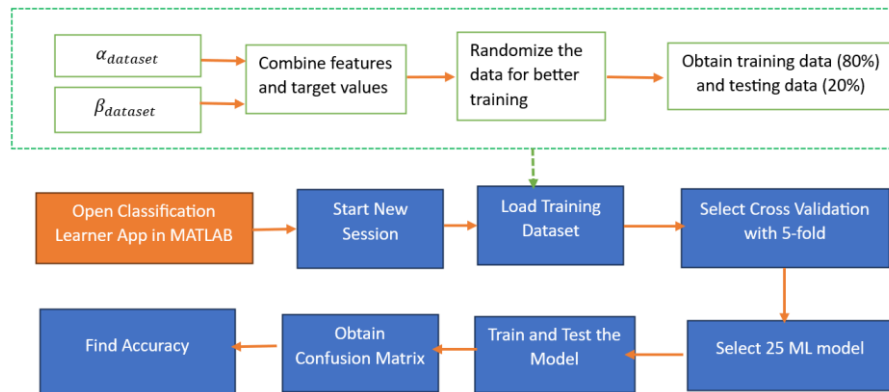 α_dataset
β_dataset
Combine features
and target values
Randomize the
data for better
training
Obtain training data (80%)
and testing data (20%)
Open Classification
Learner App in MATLAB
Start New
Session
Load Training
Dataset
Select Cross Validation
with 5-fold
Select 25 ML model
Train and Test the
Model
Obtain
Confusion Matrix
Find Accuracy